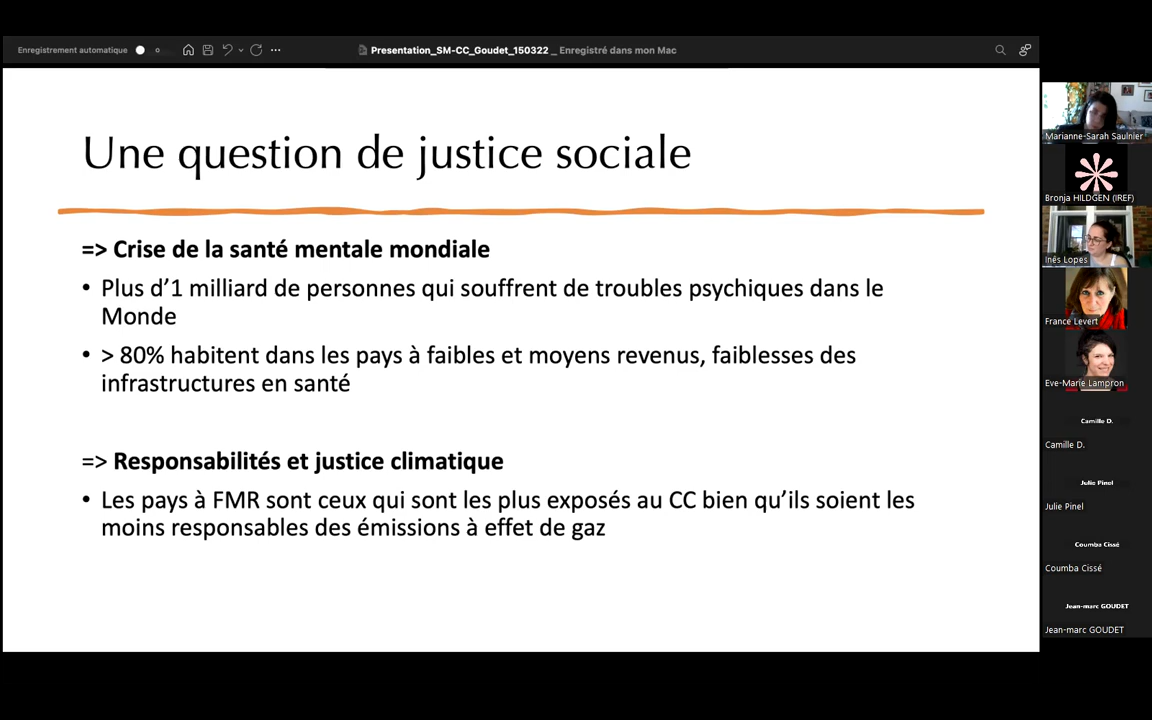 Enregistrement automatique
Presentation_SM-CC_Goudet_150322 _ Enregistré dans mon Mac
Une question de justice sociale
=> Crise de la santé mentale mondiale
• Plus d’1 milliard de personnes qui souffrent de troubles psychiques dans le
Monde
• > 80% habitent dans les pays à faibles et moyens revenus, faiblesses des
infrastructures en santé
=> Responsabilités et justice climatique
• Les pays à FMR sont ceux qui sont les plus exposés au CC bien qu’ils soient les
moins responsables des émissions à effet de gaz
Marianne-Sarah Saulnier
Bronja HILDGEN (IREF)
Inés Lopes
France Levert
Eve-Marie Lampron
Camille D.
Camille D.
Julie Pinel
Julie Pinel
Coumba Cissé
Coumba Cissé
Jean-marc GOUDET
Jean-marc GOUDET